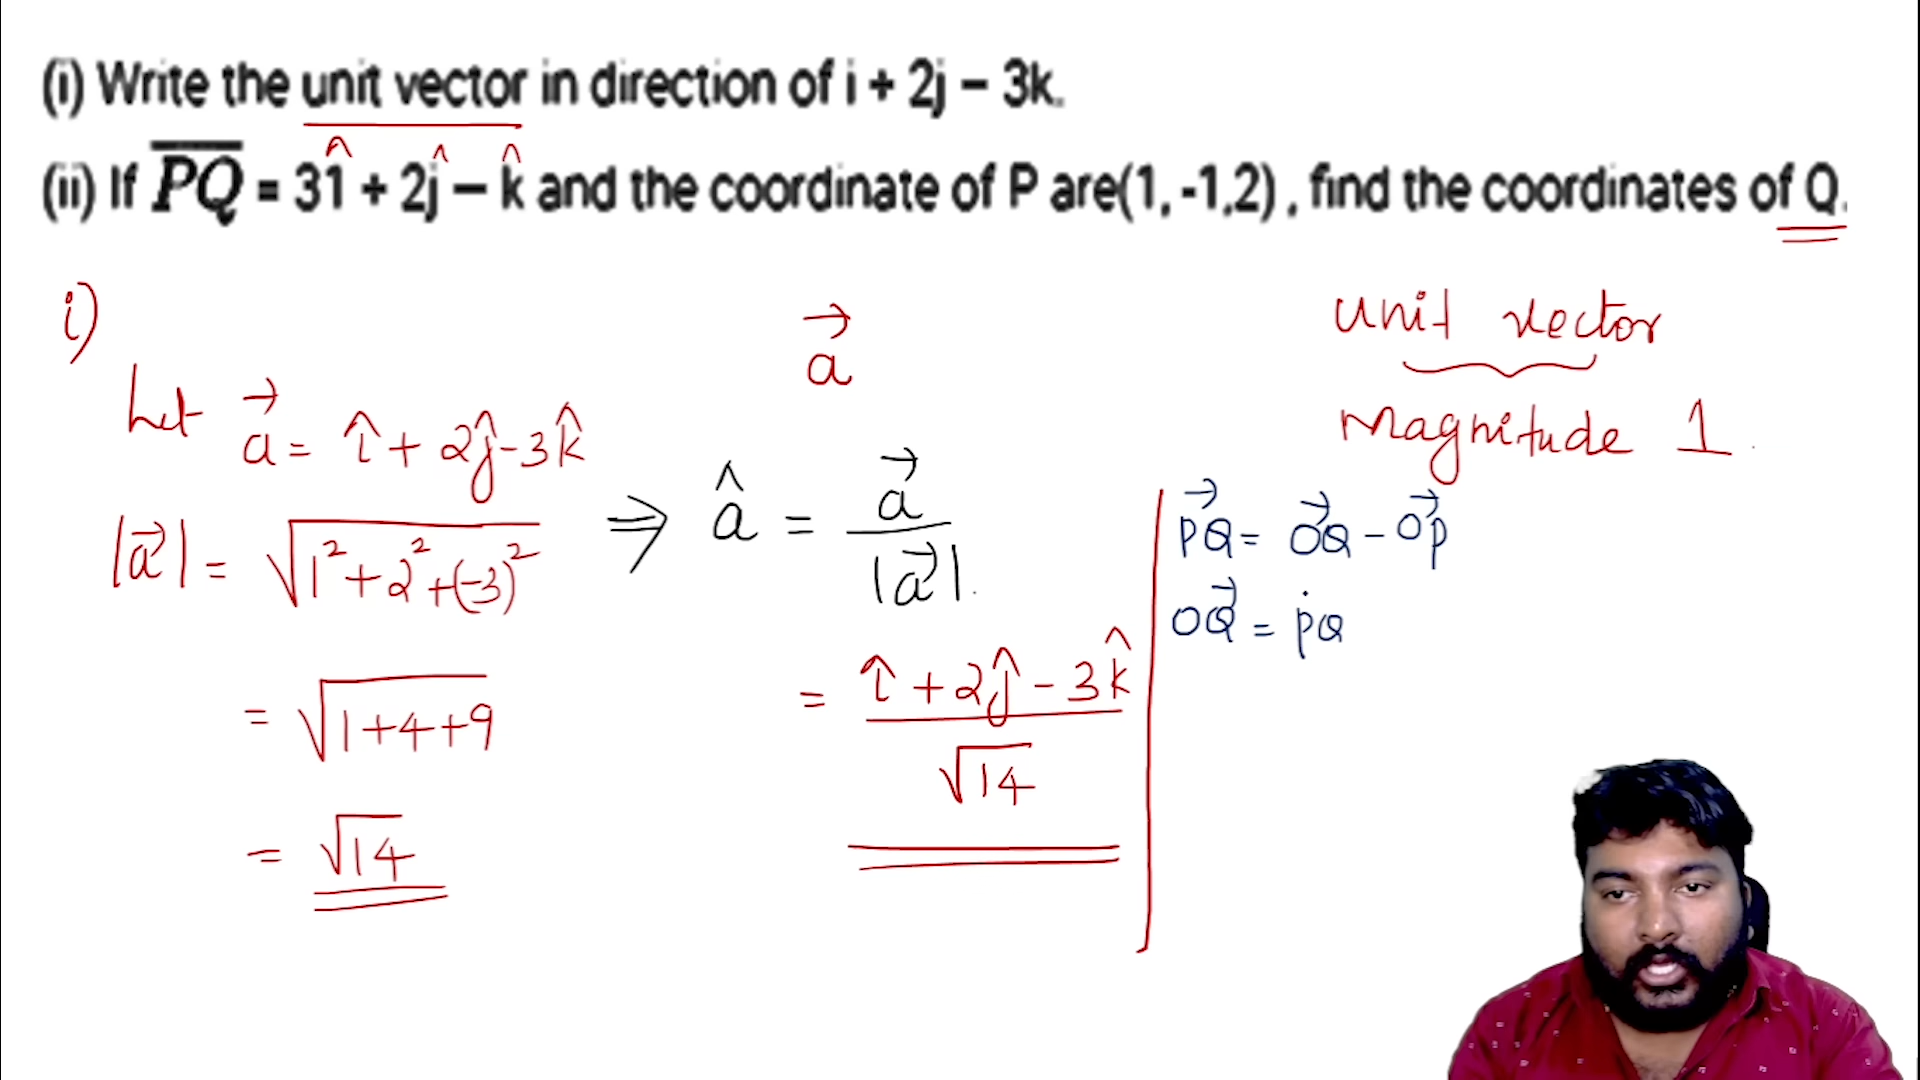 (i) Write the unit vector in direction of i + 2j – 3k.
(ii) If PQ = 31̂ + 2ĵ – k̂ and the coordinate of P are(1, -1,2) , find the coordinates of Q.
i)
Let a⃗ = î + 2ĵ - 3k̂
|a⃗| = √(1² + 2² + (-3)²)
= √(1+4+9)
= √14
a⃗
⇒ â = a⃗ / |a⃗|.
= (î + 2ĵ - 3k̂) / √14
unit vector
Magnitude 1
PQ⃗ = OQ⃗ - OP⃗
OQ⃗ = PQ